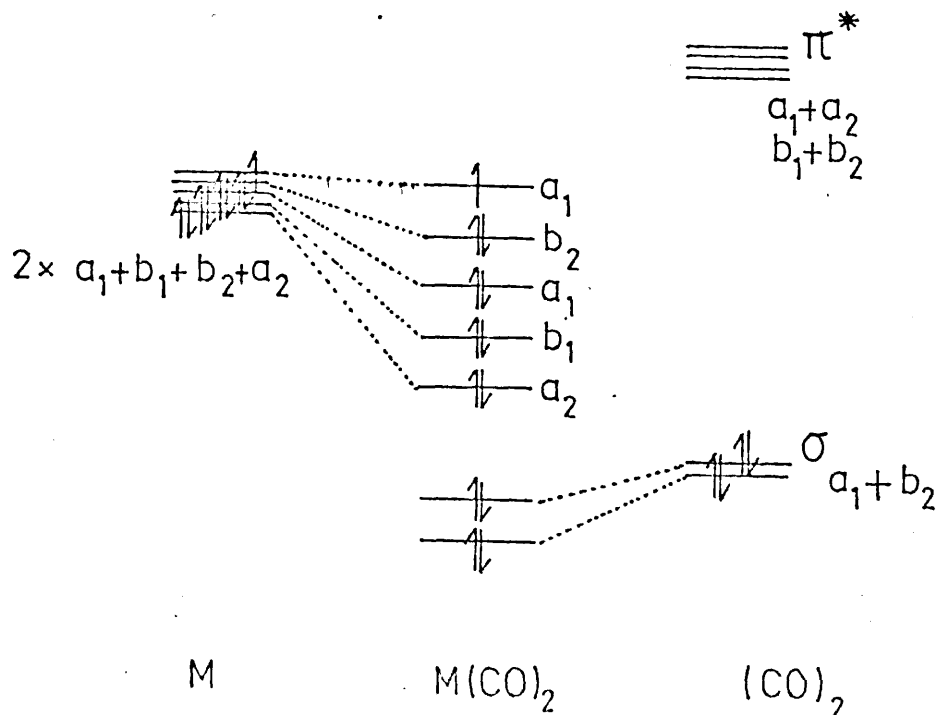 π*
a₁+a₂
b₁+b₂
a₁
b₂
2× a₁+b₁+b₂+a₂
a₁
b₁
a₂
σ
a₁+b₂
M
M(CO)₂
(CO)₂